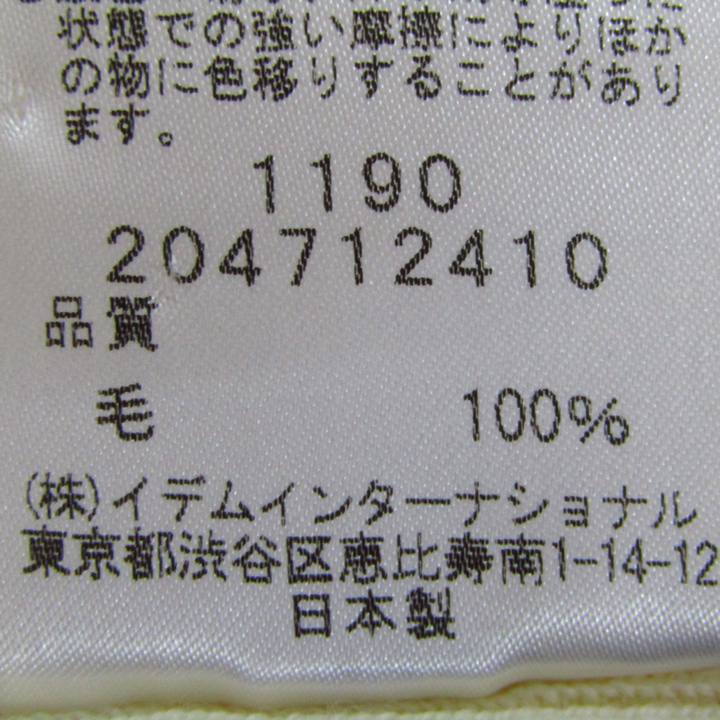 状態での強い摩擦によりほか
の物に色移りすることがあり
ます。
1190
204712410
品質
毛 100%
(株)イデムインターナショナル
東京都渋谷区恵比寿南1-14-12
日本製